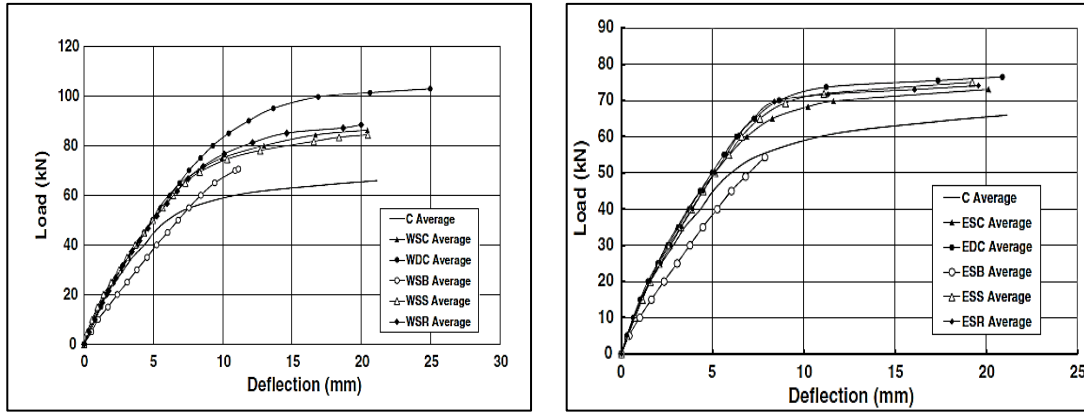 120
100
80
60
40
20
0
Load (kN)
0 5 10 15 20 25 30
Deflection (mm)
C Average
WSC Average
WDC Average
WSB Average
WSS Average
WSR Average
90
80
70
60
50
40
30
20
10
0
Load (kN)
0 5 10 15 20 25
Deflection (mm)
C Average
ESC Average
EDC Average
ESB Average
ESS Average
ESR Average